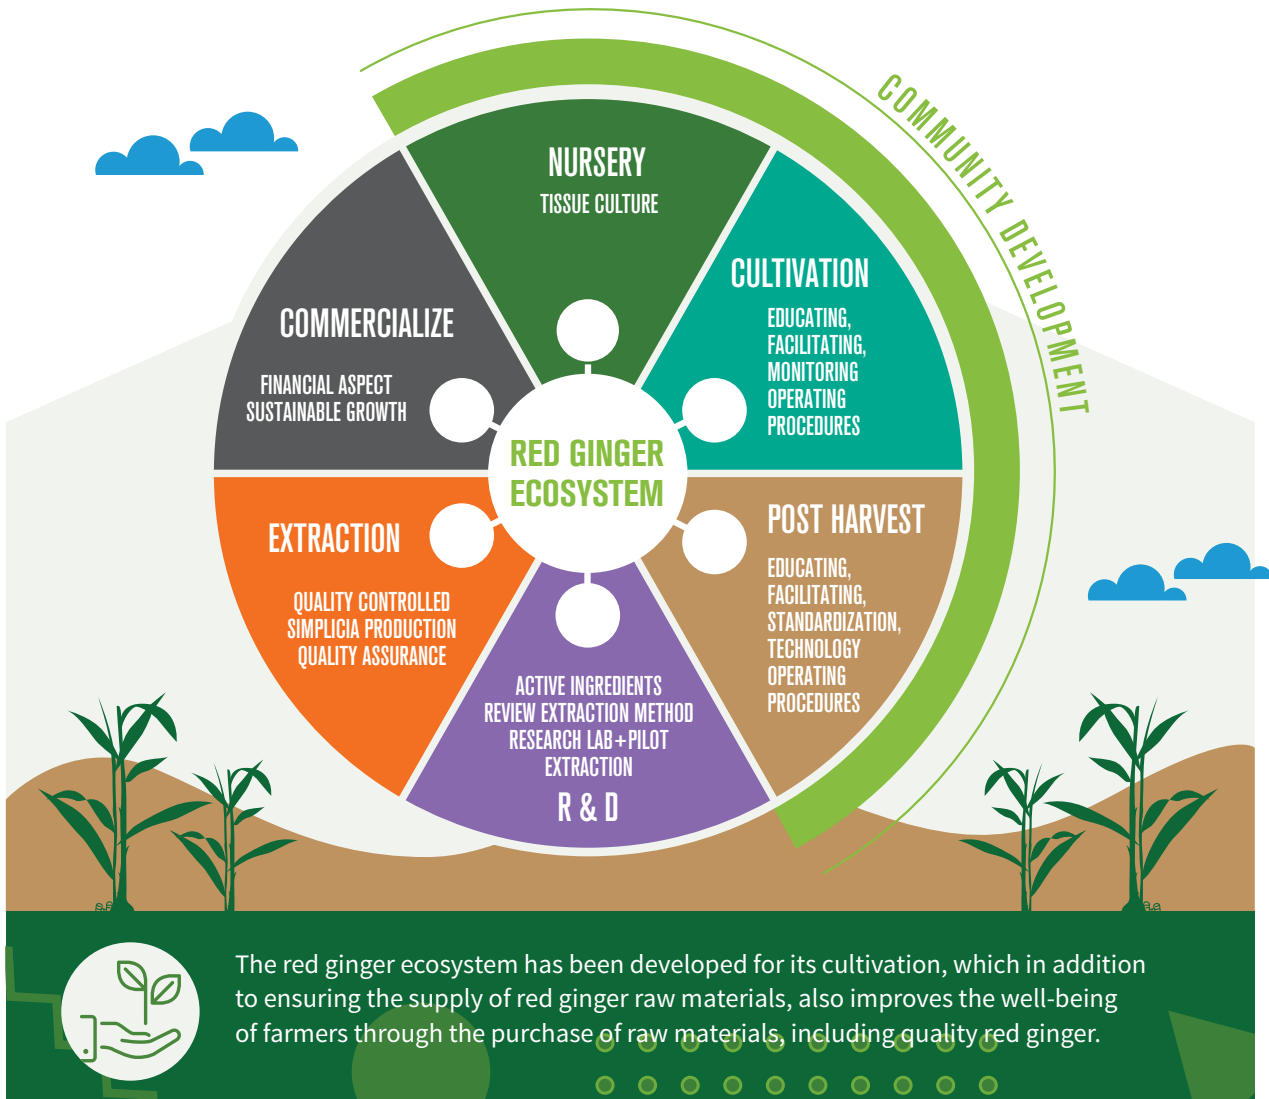 COMMUNITY DEVELOPMENT
NURSERY
TISSUE CULTURE
CULTIVATION
EDUCATING,
FACILITATING,
MONITORING
OPERATING
PROCEDURES
POST HARVEST
EDUCATING,
FACILITATING,
STANDARDIZATION,
TECHNOLOGY
OPERATING
PROCEDURES
ACTIVE INGREDIENTS
REVIEW EXTRACTION METHOD
RESEARCH LAB+PILOT
EXTRACTION
R & D
EXTRACTION
QUALITY CONTROLLED
SIMPLICIA PRODUCTION
QUALITY ASSURANCE
COMMERCIALIZE
FINANCIAL ASPECT
SUSTAINABLE GROWTH
RED GINGER
ECOSYSTEM
The red ginger ecosystem has been developed for its cultivation, which in addition
to ensuring the supply of red ginger raw materials, also improves the well-being
of farmers through the purchase of raw materials, including quality red ginger.